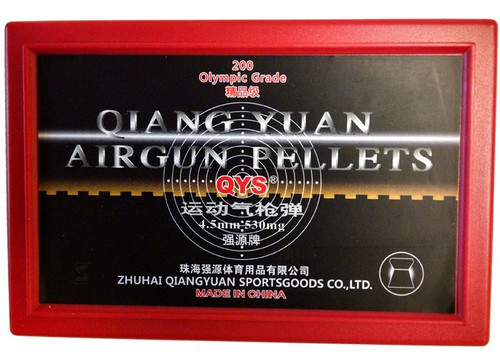 200
Olympic Grade
精品级
QIANG YUAN
AIRGUN PELLETS
QYS®
运动气枪弹
4.5mm 530mg
强源牌
珠海强源体育用品有限公司
ZHUHAI QIANGYUAN SPORTSGOODS CO.,LTD.
MADE IN CHINA